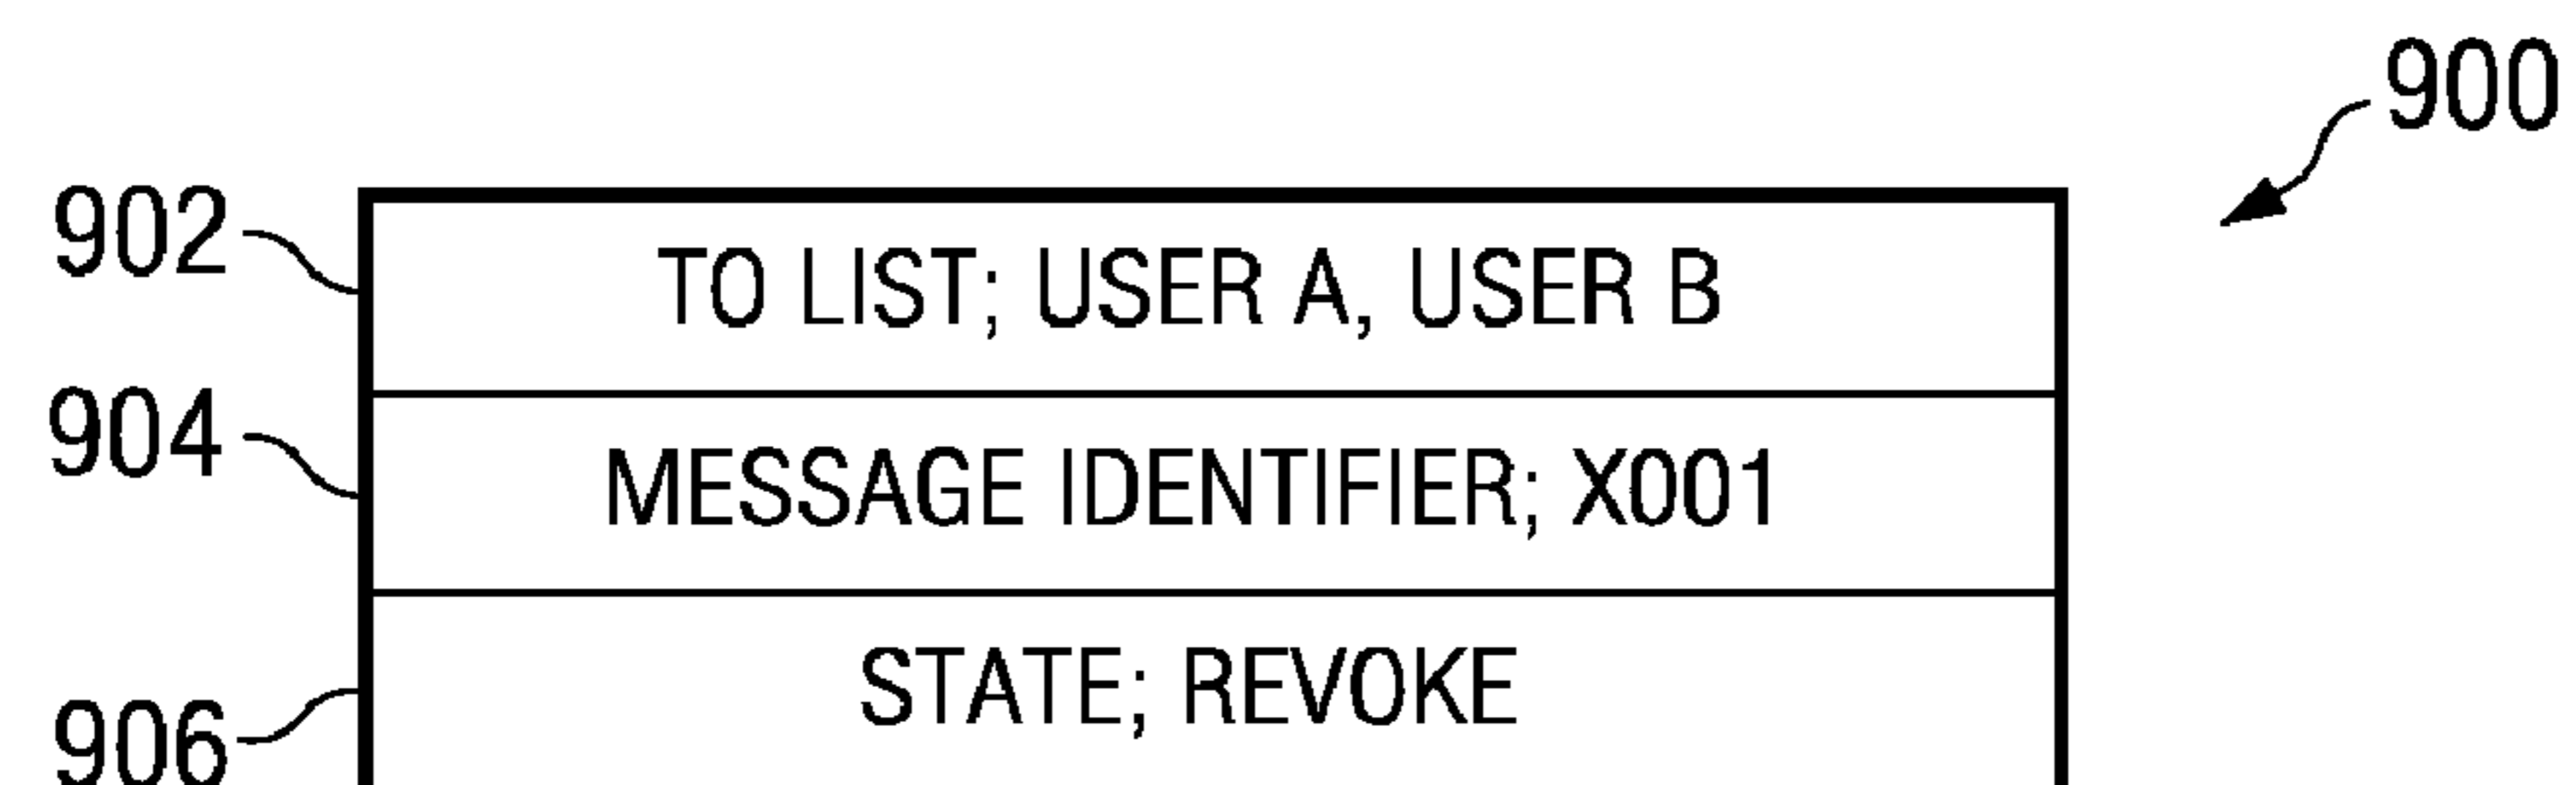 900
902 TO LIST; USER A, USER B
904 MESSAGE IDENTIFIER; X001
STATE; REVOKE
906